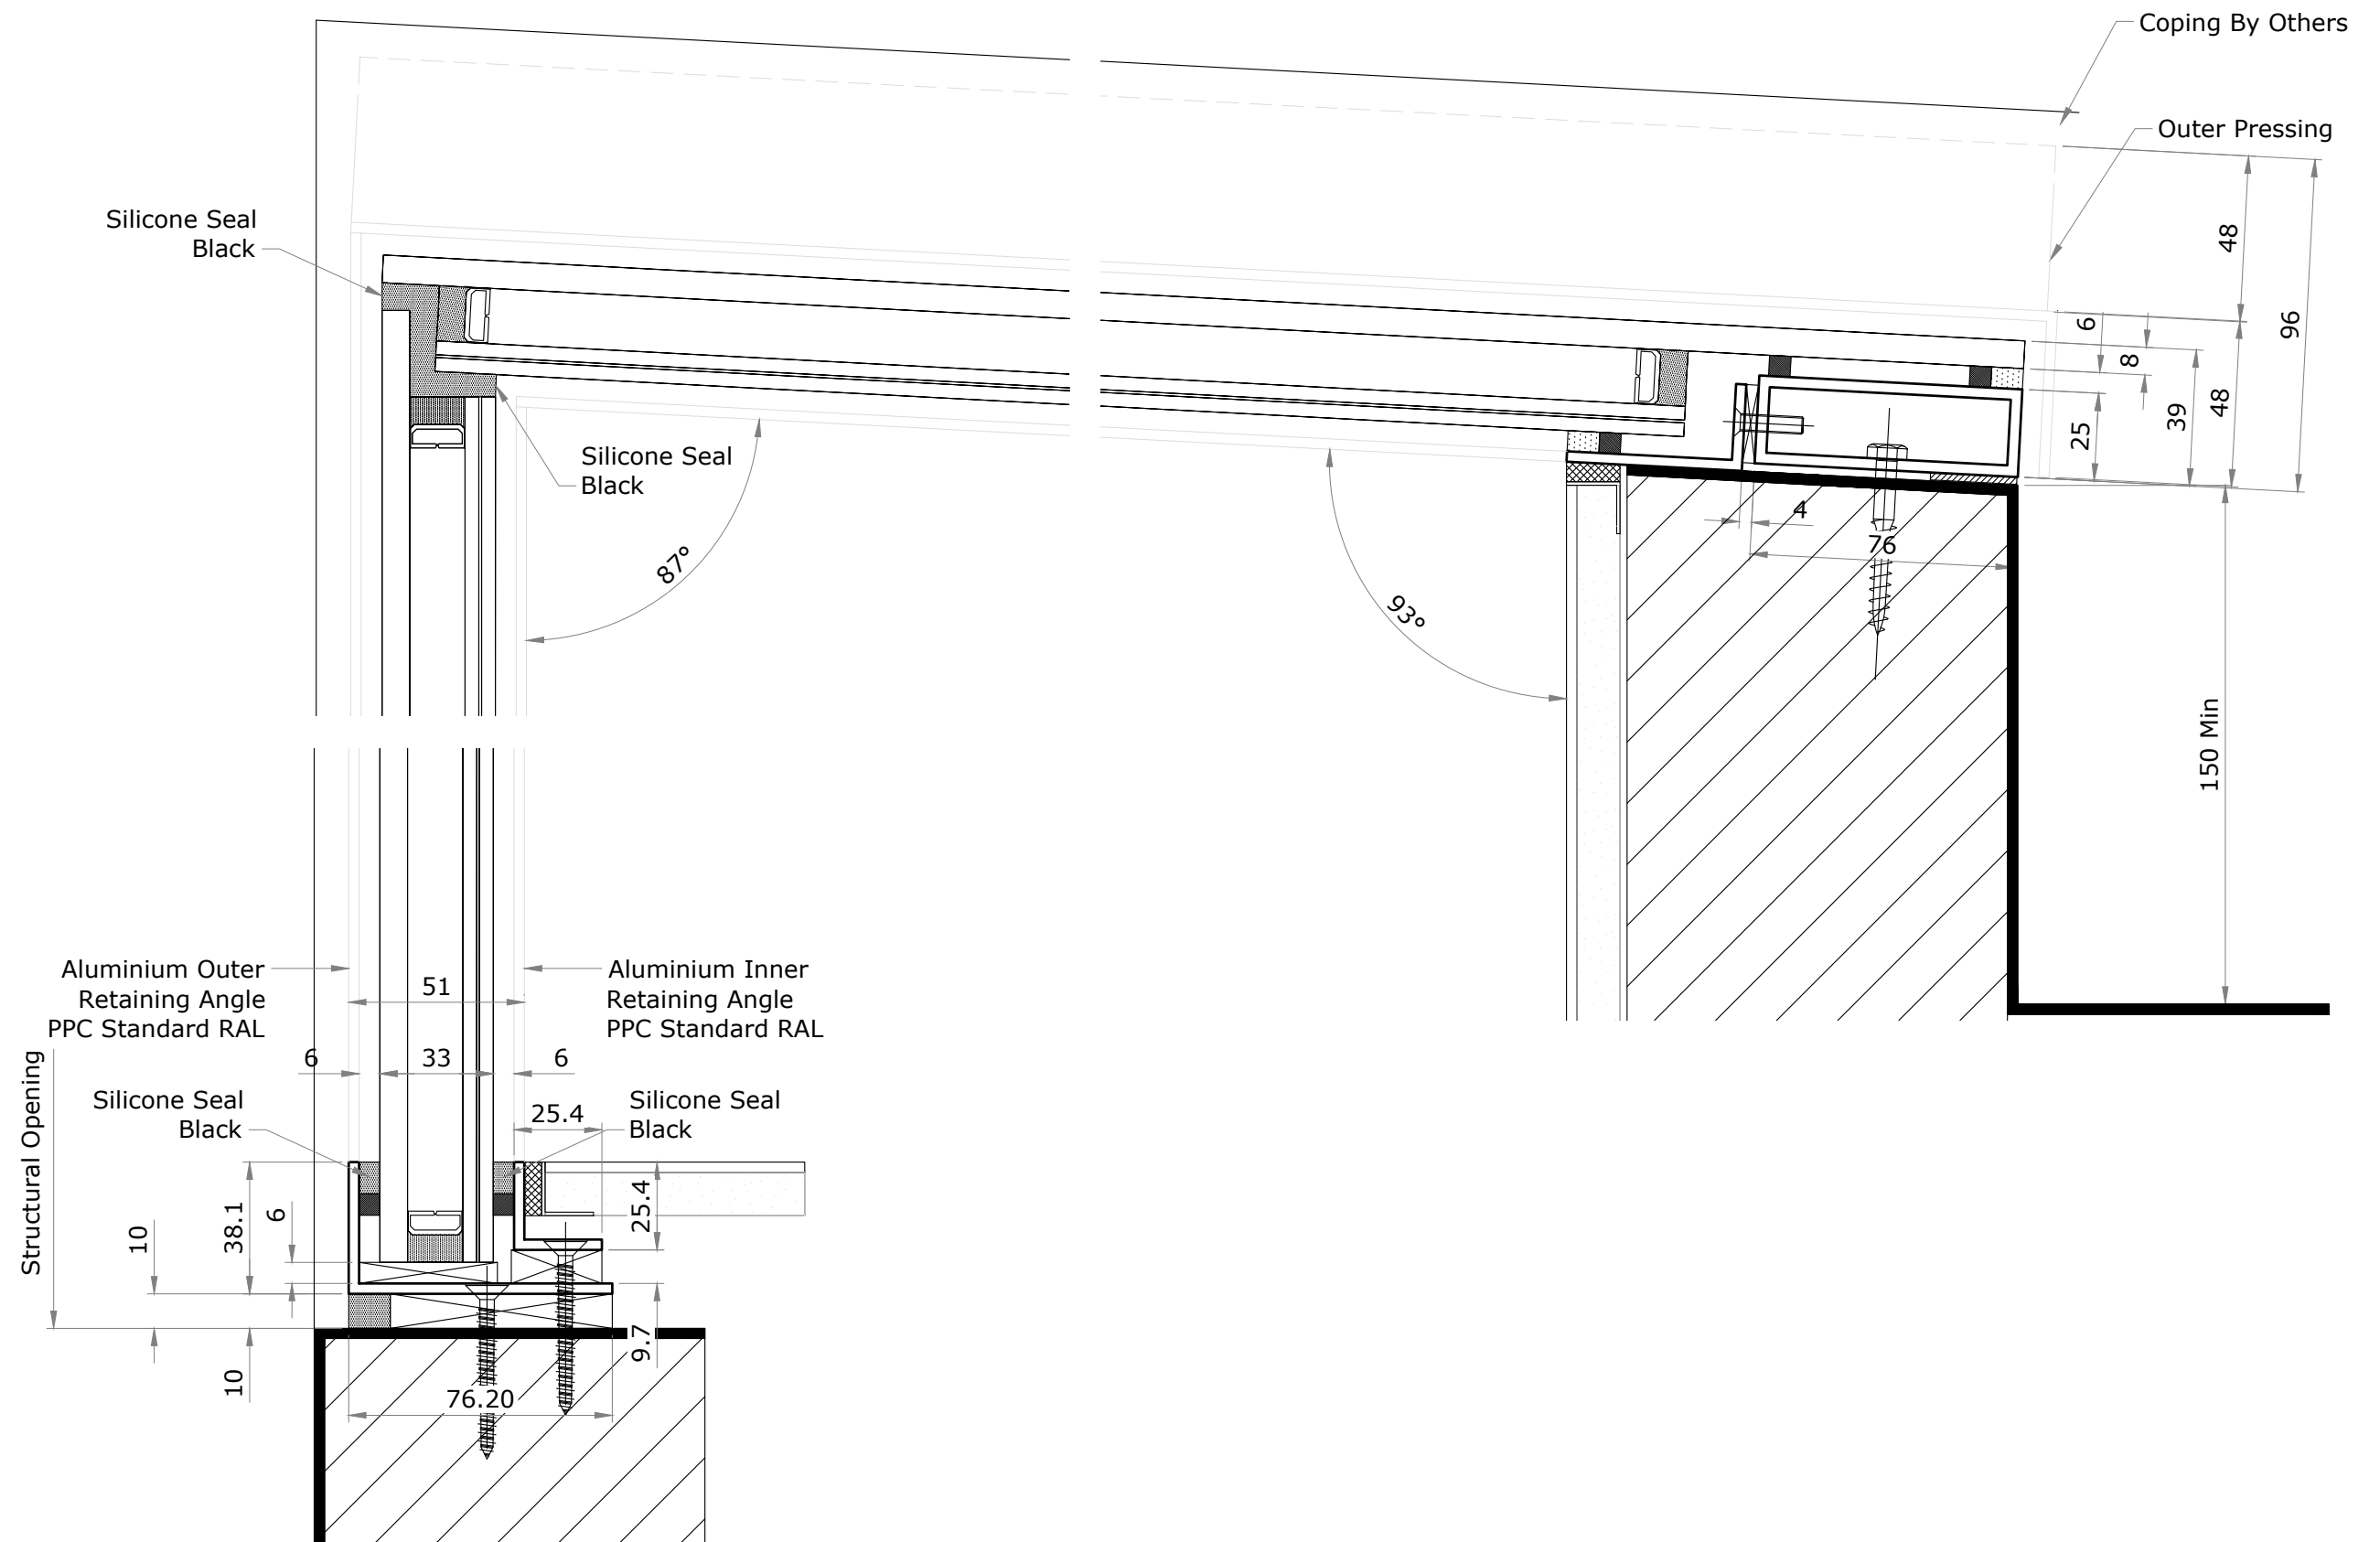 Coping By Others
Outer Pressing
Silicone Seal
Black
48
96
6
8
39
48
25
Silicone Seal
Black
4
76
87°
93°
150 Min
Aluminium Outer
Retaining Angle
PPC Standard RAL
51
Aluminium Inner
Retaining Angle
PPC Standard RAL
6
33
6
Structural Opening
Silicone Seal
Black
25.4
Silicone Seal
Black
10
38.1
6
25.4
10
9.7
76.20